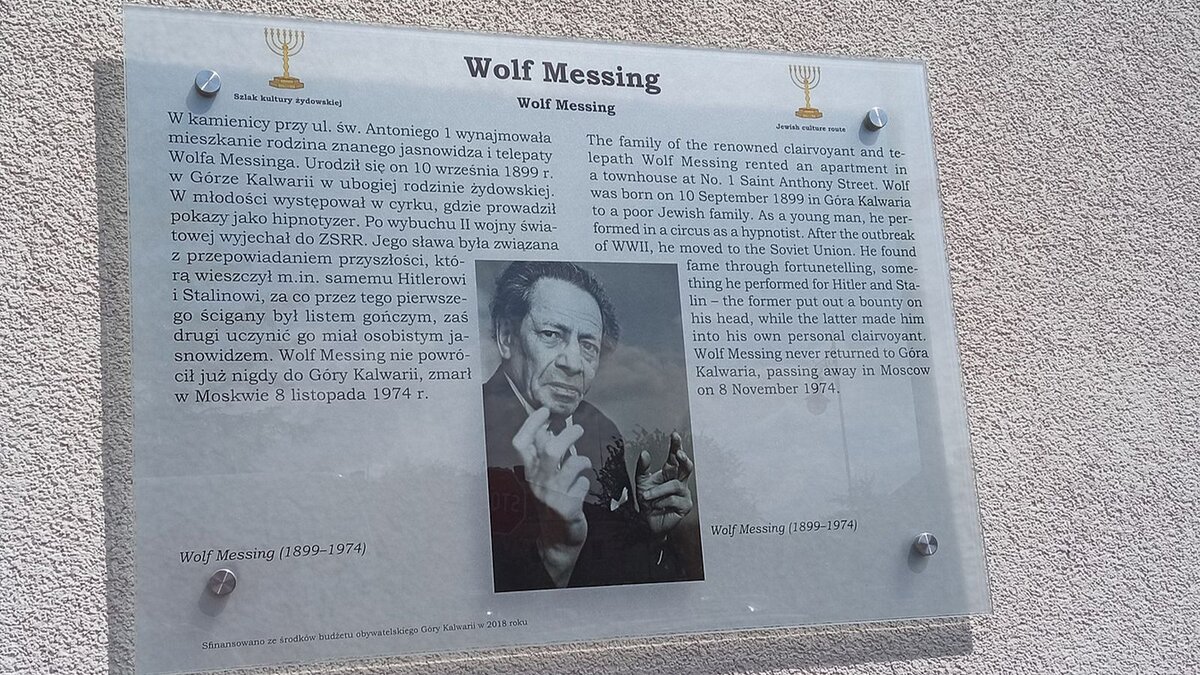 Wolf Messing
Wolf Messing
Szlak kultury żydowskiej
Jewish culture route
W kamienicy przy ul. św. Antoniego 1 wynajmowała
mieszkanie rodzina znanego jasnowidza i telepaty
Wolfa Messinga. Urodził się on 10 września 1899 r.
w Górze Kalwarii w ubogiej rodzinie żydowskiej.
W młodości występował w cyrku, gdzie prowadził
pokazy jako hipnotyzer. Po wybuchu II wojny świa-
towej wyjechał do ZSRR. Jego sława była związana
z przepowiadaniem przyszłości, któ-
rą wieszczył m.in. samemu Hitlerowi
i Stalinowi, za co przez tego pierwsze-
go ścigany był listem gończym, zaś
drugi uczynić go miał osobistym ja-
snowidzem. Wolf Messing nie powró-
cił już nigdy do Góry Kalwarii, zmarł
w Moskwie 8 listopada 1974 r.
The family of the renowned clairvoyant and te-
lepath Wolf Messing rented an apartment in
a townhouse at No. 1 Saint Anthony Street. Wolf
was born on 10 September 1899 in Góra Kalwaria
to a poor Jewish family. As a young man, he per-
formed in a circus as a hypnotist. After the outbreak
of WWII, he moved to the Soviet Union. He found
fame through fortunetelling, some-
thing he performed for Hitler and Sta-
lin – the former put out a bounty on
his head, while the latter made him
into his own personal clairvoyant.
Wolf Messing never returned to Góra
Kalwaria, passing away in Moscow
on 8 November 1974.
Wolf Messing (1899–1974)
Wolf Messing (1899–1974)
Sfinansowano ze środków budżetu obywatelskiego Góry Kalwarii w 2018 roku